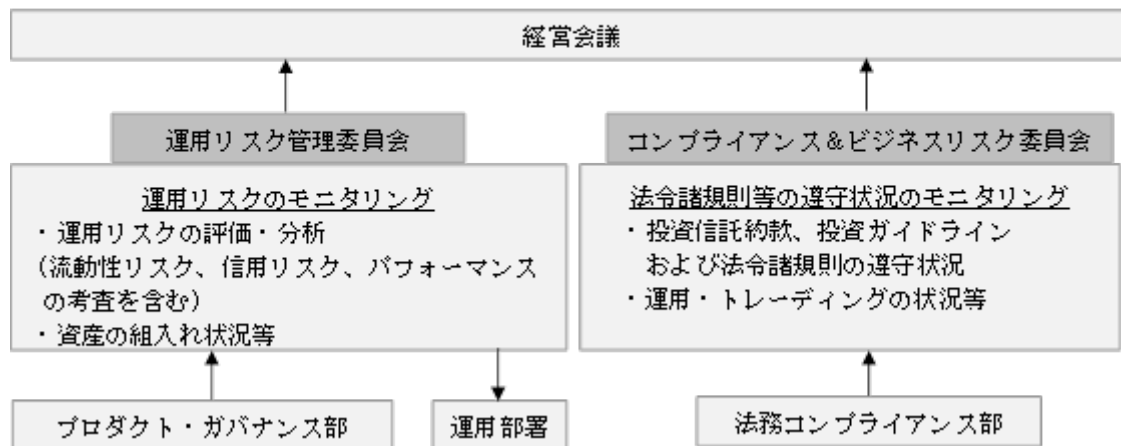 経営会議
運用リスク管理委員会
運用リスクのモニタリング
・運用リスクの評価・分析
(流動性リスク、信用リスク、パフォーマンス
の考査を含む)
・資産の組入れ状況等
コンプライアンス&ビジネスリスク委員会
法令諸規則等の遵守状況のモニタリング
・投資信託約款、投資ガイドライン
および法令諸規則の遵守状況
・運用・トレーディングの状況等
プロダクト・ガバナンス部
運用部署
法務コンプライアンス部